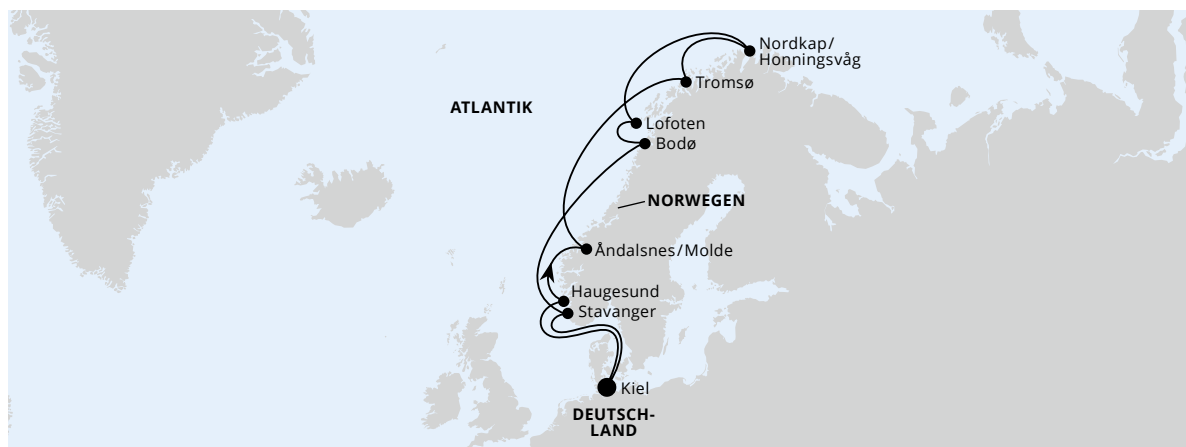 Nordkap/
Honningsvåg
Tromsø
ATLANTIK
Lofoten
Bodø
NORWEGEN
Åndalsnes/Molde
Haugesund
Stavanger
Kiel
DEUTSCH-
LAND